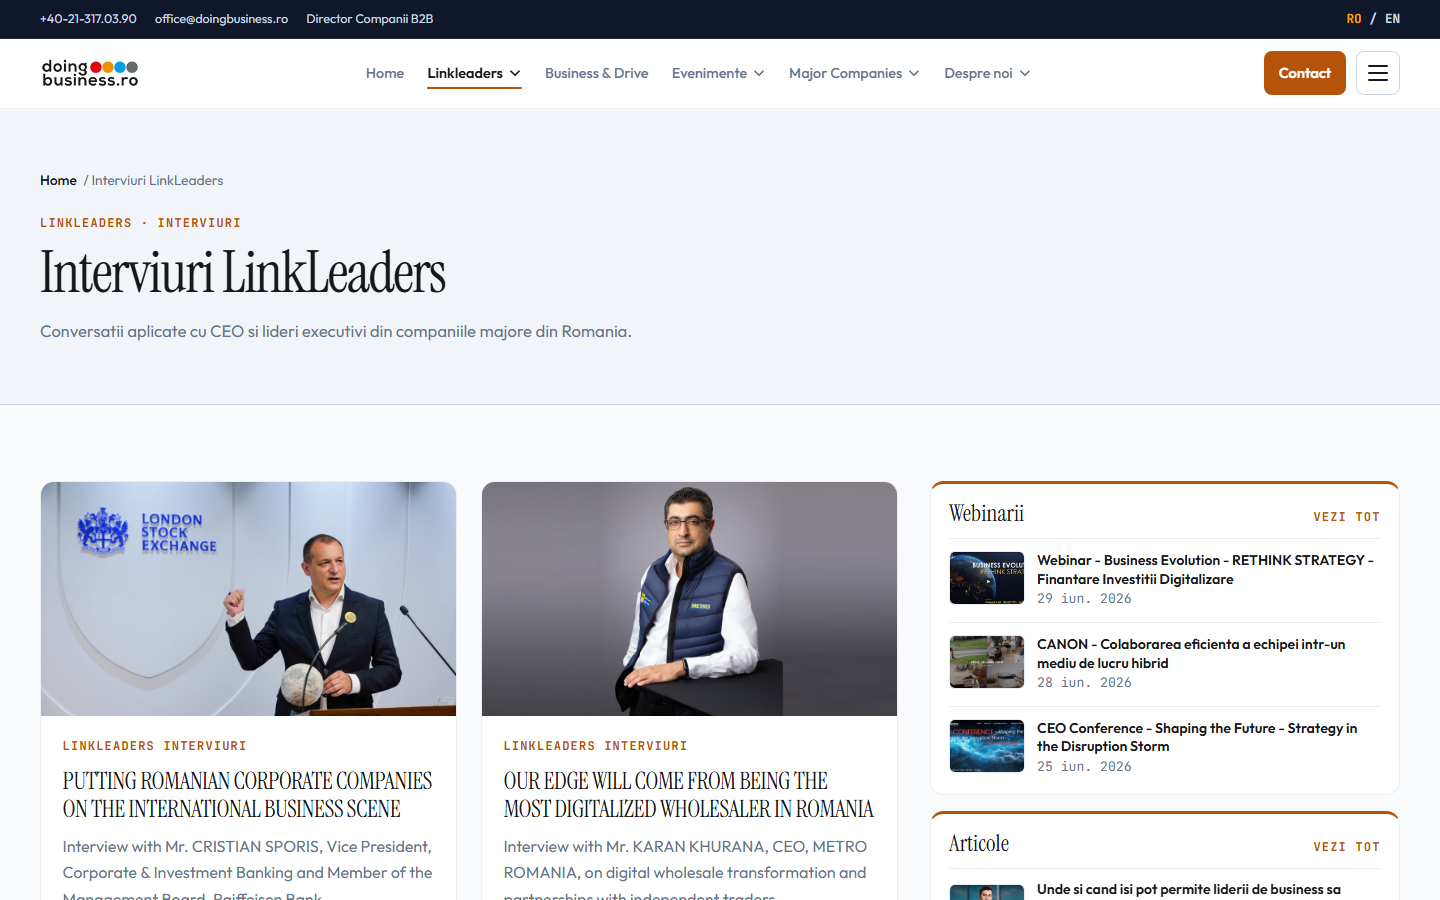 +40-21-317.03.90 office@doingbusiness.ro Director Companii B2B RO / EN
doing
business.ro
Home Linkleaders Business & Drive Evenimente Major Companies Despre noi Contact
Home / Interviuri LinkLeaders
LINKLEADERS · INTERVIURI
Interviuri LinkLeaders
Conversatii aplicate cu CEO si lideri executivi din companiile majore din Romania.
LONDON
STOCK
EXCHANGE
METRO
LINKLEADERS INTERVIURI
PUTTING ROMANIAN CORPORATE COMPANIES
ON THE INTERNATIONAL BUSINESS SCENE
Interview with Mr. CRISTIAN SPORIS, Vice President,
Corporate & Investment Banking and Member of the
Management Board, Raiffeisen Bank
LINKLEADERS INTERVIURI
OUR EDGE WILL COME FROM BEING THE
MOST DIGITALIZED WHOLESALER IN ROMANIA
Interview with Mr. KARAN KHURANA, CEO, METRO
ROMANIA, on digital wholesale transformation and
partnerships with independent traders
Webinarii VEZI TOT
Webinar - Business Evolution - RETHINK STRATEGY -
Finantare Investitii Digitalizare
29 iun. 2026
CANON - Colaborarea eficienta a echipei intr-un
mediu de lucru hibrid
28 iun. 2026
CEO Conference - Shaping the Future - Strategy in
the Disruption Storm
25 iun. 2026
Articole VEZI TOT
Unde si cand isi pot permite liderii de business sa